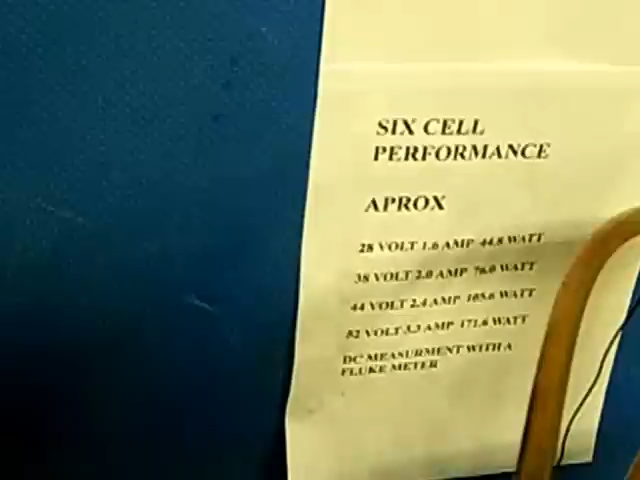 SIX CELL
PERFORMANCE
APROX
28 VOLT 1.6 AMP 44.8 WATT
38 VOLT 2.0 AMP 76.0 WATT
44 VOLT 2.4 AMP 105.6 WATT
52 VOLT 3.3 AMP 171.6 WATT
DC MEASURMENT WITH A
FLUKE METER